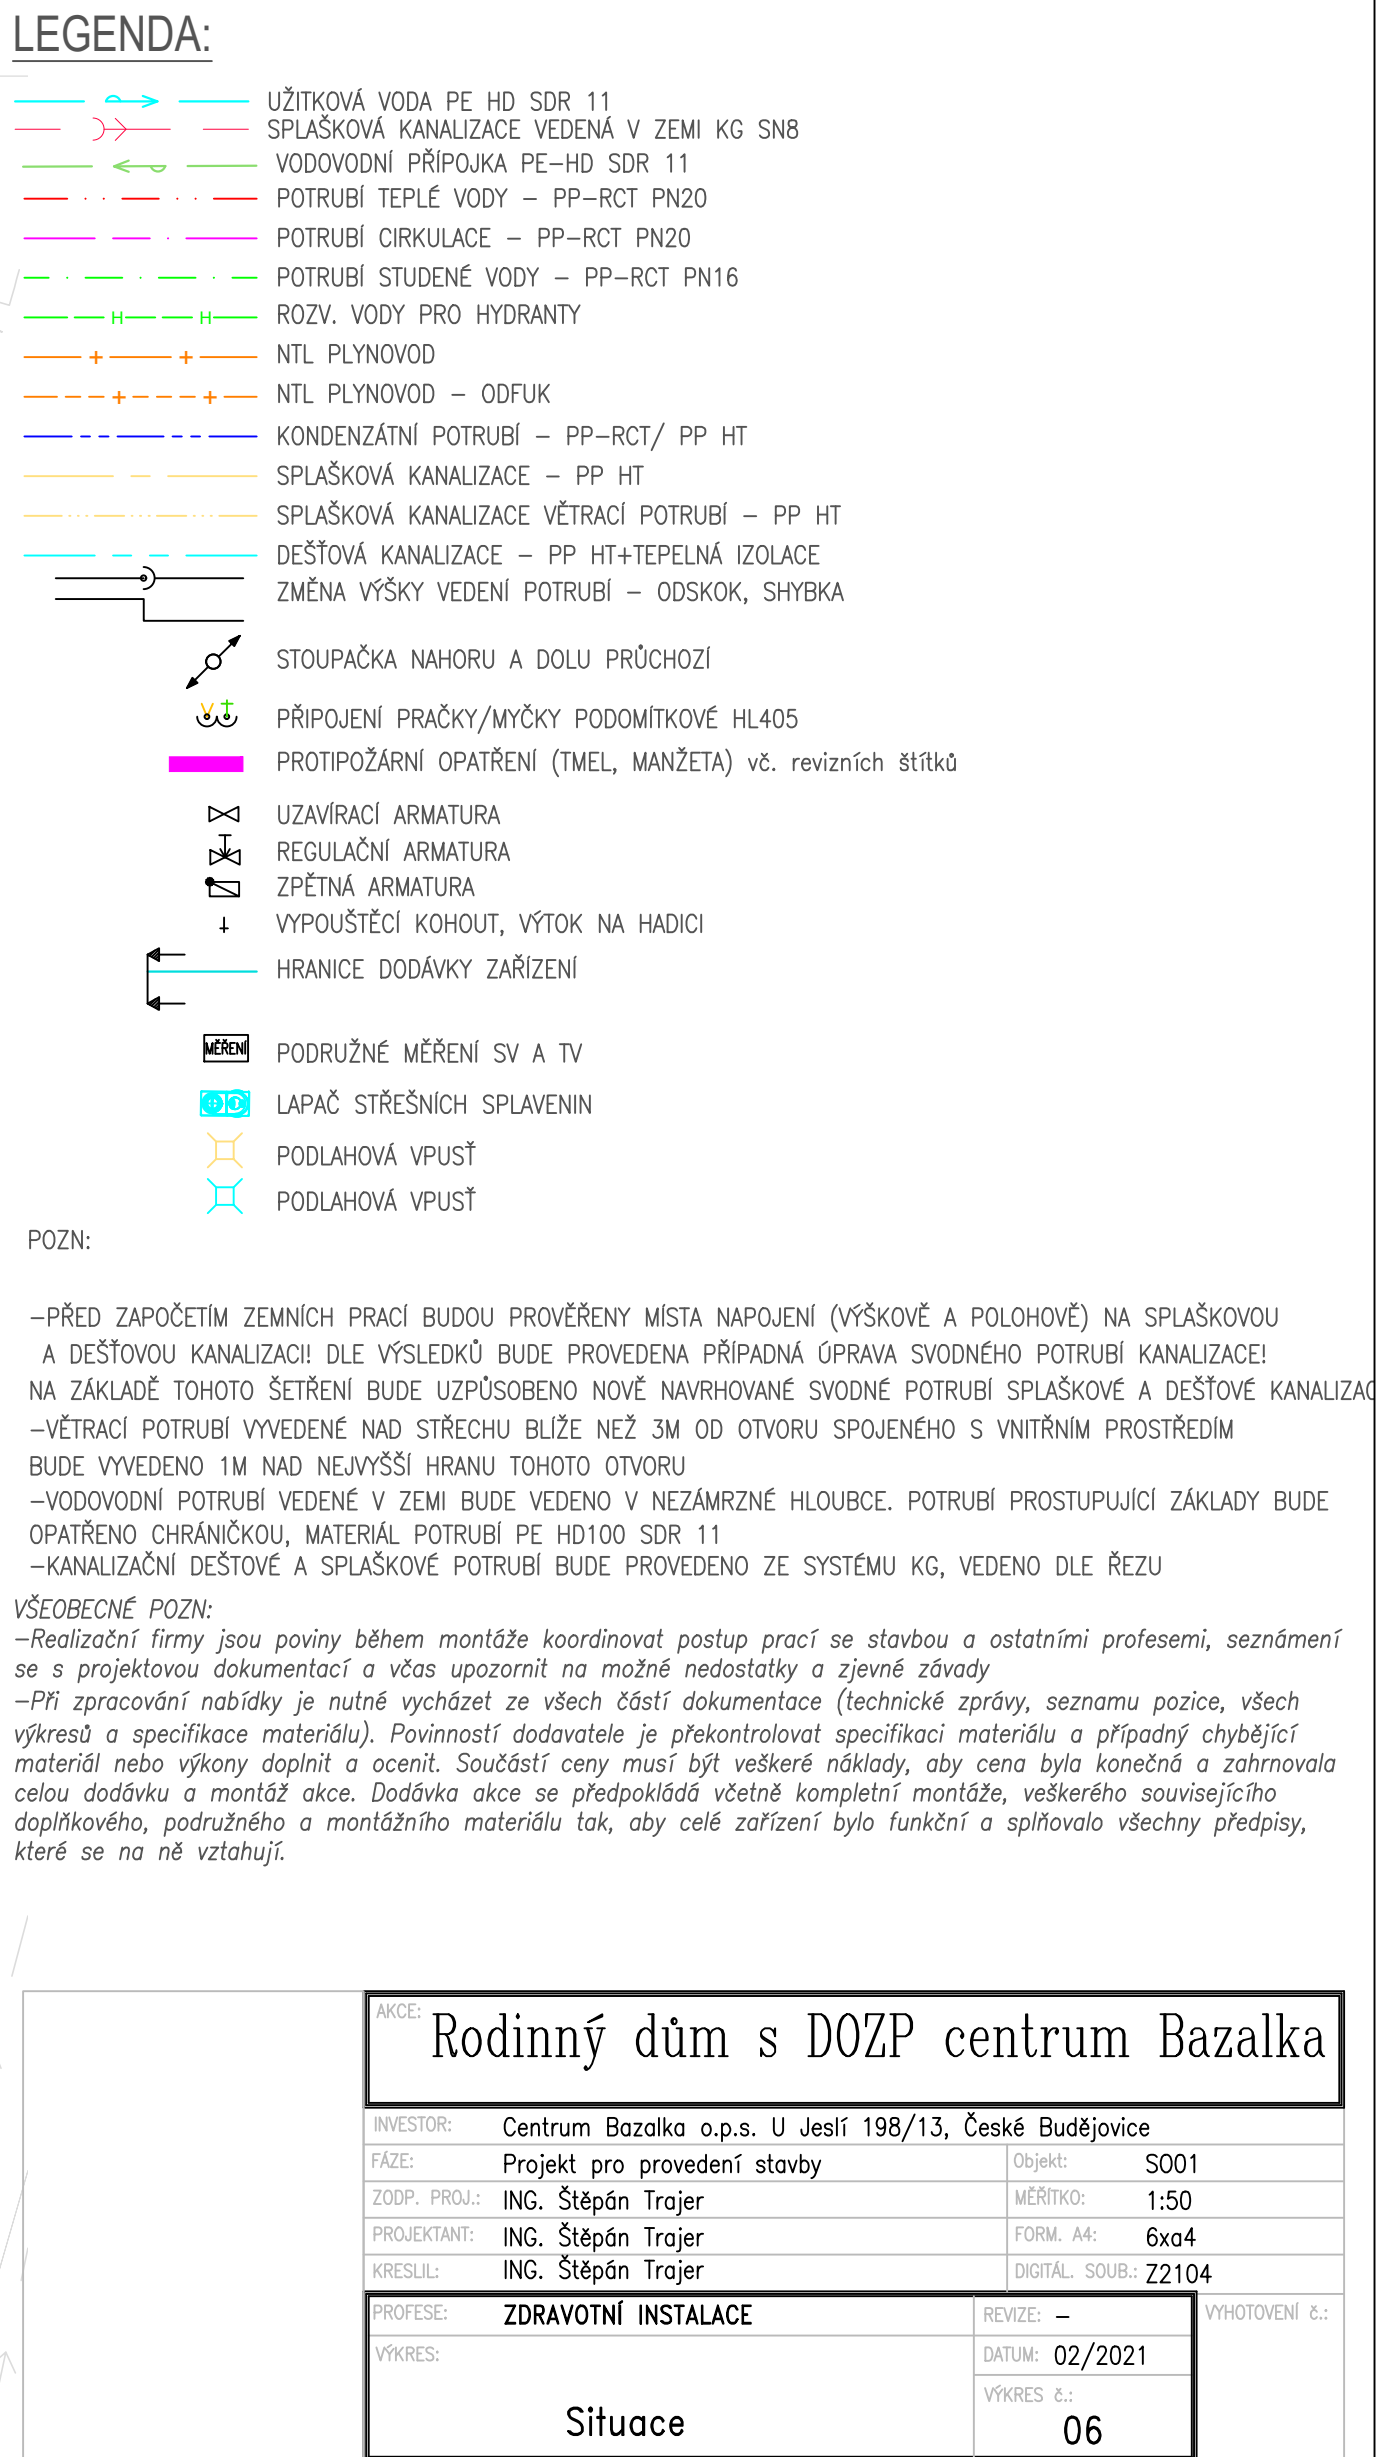 LEGENDA:
UŽITKOVÁ VODA PE HD SDR 11
SPLAŠKOVÁ KANALIZACE VEDENÁ V ZEMI KG SN8
VODOVODNÍ PŘÍPOJKA PE-HD SDR 11
POTRUBÍ TEPLÉ VODY - PP-RCT PN20
POTRUBÍ CIRKULACE - PP-RCT PN20
POTRUBÍ STUDENÉ VODY - PP-RCT PN16
H H ROZV. VODY PRO HYDRANTY
NTL PLYNOVOD
NTL PLYNOVOD - ODFUK
KONDENZÁTNÍ POTRUBÍ - PP-RCT/ PP HT
SPLAŠKOVÁ KANALIZACE - PP HT
SPLAŠKOVÁ KANALIZACE VĚTRACÍ POTRUBÍ - PP HT
DEŠŤOVÁ KANALIZACE - PP HT+TEPELNÁ IZOLACE
ZMĚNA VÝŠKY VEDENÍ POTRUBÍ - ODSKOK, SHYBKA
STOUPAČKA NAHORU A DOLU PRŮCHOZÍ
PŘIPOJENÍ PRAČKY/MYČKY PODOMÍTKOVÉ HL405
PROTIPOŽÁRNÍ OPATŘENÍ (TMEL, MANŽETA) vč. revizních štítků
UZAVÍRACÍ ARMATURA
REGULAČNÍ ARMATURA
ZPĚTNÁ ARMATURA
VYPOUŠTĚCÍ KOHOUT, VÝTOK NA HADICI
HRANICE DODÁVKY ZAŘÍZENÍ
MĚŘENÍ PODRUŽNÉ MĚŘENÍ SV A TV
LAPAČ STŘEŠNÍCH SPLAVENIN
PODLAHOVÁ VPUSŤ
PODLAHOVÁ VPUSŤ
POZN:
-PŘED ZAPOČETÍM ZEMNÍCH PRACÍ BUDOU PROVĚŘENY MÍSTA NAPOJENÍ (VÝŠKOVĚ A POLOHOVĚ) NA SPLAŠKOVOU
A DEŠŤOVOU KANALIZACI! DLE VÝSLEDKŮ BUDE PROVEDENA PŘÍPADNÁ ÚPRAVA SVODNÉHO POTRUBÍ KANALIZACE!
NA ZÁKLADĚ TOHOTO ŠETŘENÍ BUDE UZPŮSOBENO NOVĚ NAVRHOVANÉ SVODNÉ POTRUBÍ SPLAŠKOVÉ A DEŠŤOVÉ KANALIZAC
-VĚTRACÍ POTRUBÍ VYVEDENÉ NAD STŘECHU BLÍŽE NEŽ 3M OD OTVORU SPOJENÉHO S VNITŘNÍM PROSTŘEDÍM
BUDE VYVEDENO 1M NAD NEJVYŠŠÍ HRANU TOHOTO OTVORU
-VODOVODNÍ POTRUBÍ VEDENÉ V ZEMI BUDE VEDENO V NEZÁMRZNÉ HLOUBCE. POTRUBÍ PROSTUPUJÍCÍ ZÁKLADY BUDE
OPATŘENO CHRÁNIČKOU, MATERIÁL POTRUBÍ PE HD100 SDR 11
-KANALIZAČNÍ DEŠTOVÉ A SPLAŠKOVÉ POTRUBÍ BUDE PROVEDENO ZE SYSTÉMU KG, VEDENO DLE ŘEZU
VŠEOBECNÉ POZN:
-Realizační firmy jsou poviny během montáže koordinovat postup prací se stavbou a ostatními profesemi, seznámení
se s projektovou dokumentací a včas upozornit na možné nedostatky a zjevné závady
-Při zpracování nabídky je nutné vycházet ze všech částí dokumentace (technické zprávy, seznamu pozice, všech
výkresů a specifikace materiálu). Povinností dodavatele je překontrolovat specifikaci materiálu a případný chybějící
materiál nebo výkony doplnit a ocenit. Součástí ceny musí být veškeré náklady, aby cena byla konečná a zahrnovala
celou dodávku a montáž akce. Dodávka akce se předpokládá včetně kompletní montáže, veškerého souvisejícího
doplňkového, podružného a montážního materiálu tak, aby celé zařízení bylo funkční a splňovalo všechny předpisy,
které se na ně vztahují.
AKCE: Rodinný dům s DOZP centrum Bazalka
INVESTOR: Centrum Bazalka o.p.s. U Jeslí 198/13, České Budějovice
FÁZE: Projekt pro provedení stavby Objekt: SO01
ZODP. PROJ.: ING. Štěpán Trajer MĚŘÍTKO: 1:50
PROJEKTANT: ING. Štěpán Trajer FORM. A4: 6xa4
KRESLIL: ING. Štěpán Trajer DIGITÁL. SOUB.: Z2104
PROFESE: ZDRAVOTNÍ INSTALACE REVIZE: - VYHOTOVENÍ č.:
VÝKRES: DATUM: 02/2021
VÝKRES č.:
Situace 06